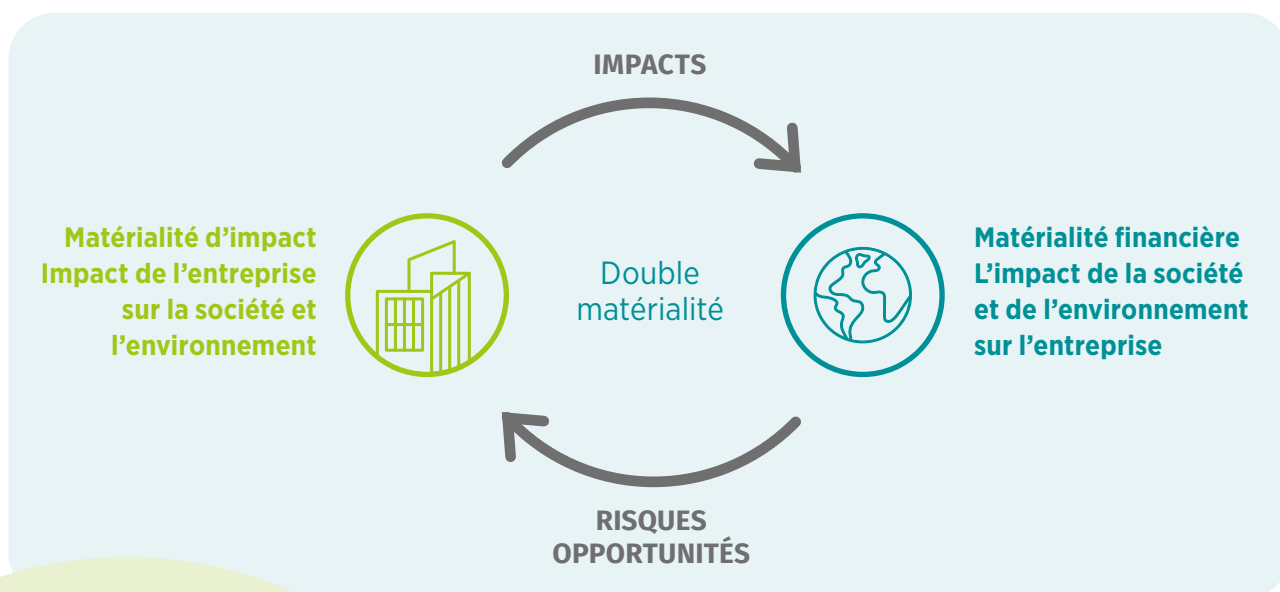 IMPACTS
Matérialité d’impact
Impact de l’entreprise
sur la société et
l’environnement
Double
matérialité
Matérialité financière
L’impact de la société
et de l’environnement
sur l’entreprise
RISQUES
OPPORTUNITÉS